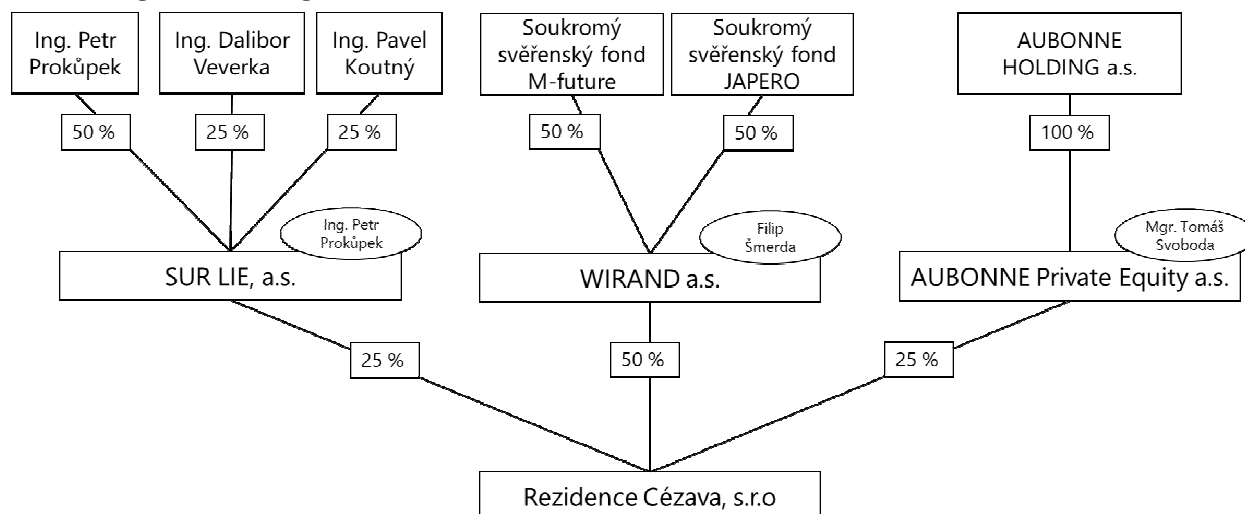 Ing. Petr
Prokůpek
Ing. Dalibor
Veverka
Ing. Pavel
Koutný
Soukromý
svěřenský fond
M-future
Soukromý
svěřenský fond
JAPERO
AUBONNE
HOLDING a.s.
50 %
25 %
25 %
50 %
50 %
100 %
Ing. Petr
Prokůpek
Filip
Šmerda
Mgr. Tomáš
Svoboda
SUR LIE, a.s.
WIRAND a.s.
AUBONNE Private Equity a.s.
25 %
50 %
25 %
Rezidence Cézava, s.r.o